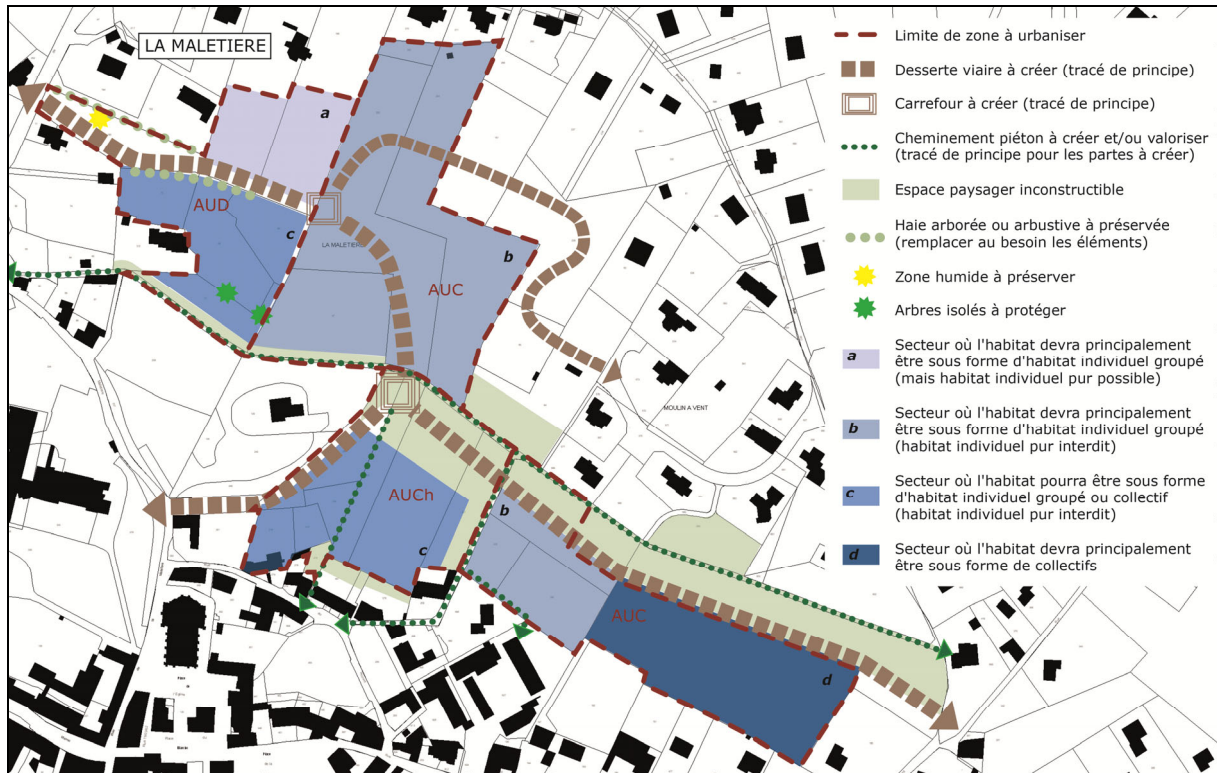 LA MALETIERE
a
AUD
c
LA MALETIERE
b
AUC
MOULIN A VENT
AUCh
b
c
AUC
d
Limite de zone à urbaniser
Desserte viaire à créer (tracé de principe)
Carrefour à créer (tracé de principe)
Cheminement piéton à créer et/ou valoriser
(tracé de principe pour les partes à créer)
Espace paysager inconstructible
Haie arborée ou arbustive à préservée
(remplacer au besoin les éléments)
Zone humide à préserver
Arbres isolés à protéger
a
Secteur où l'habitat devra principalement
être sous forme d'habitat individuel groupé
(mais habitat individuel pur possible)
b
Secteur où l'habitat devra principalement
être sous forme d'habitat individuel groupé
(habitat individuel pur interdit)
c
Secteur où l'habitat pourra être sous forme
d'habitat individuel groupé ou collectif
(habitat individuel pur interdit)
d
Secteur où l'habitat devra principalement
être sous forme de collectifs